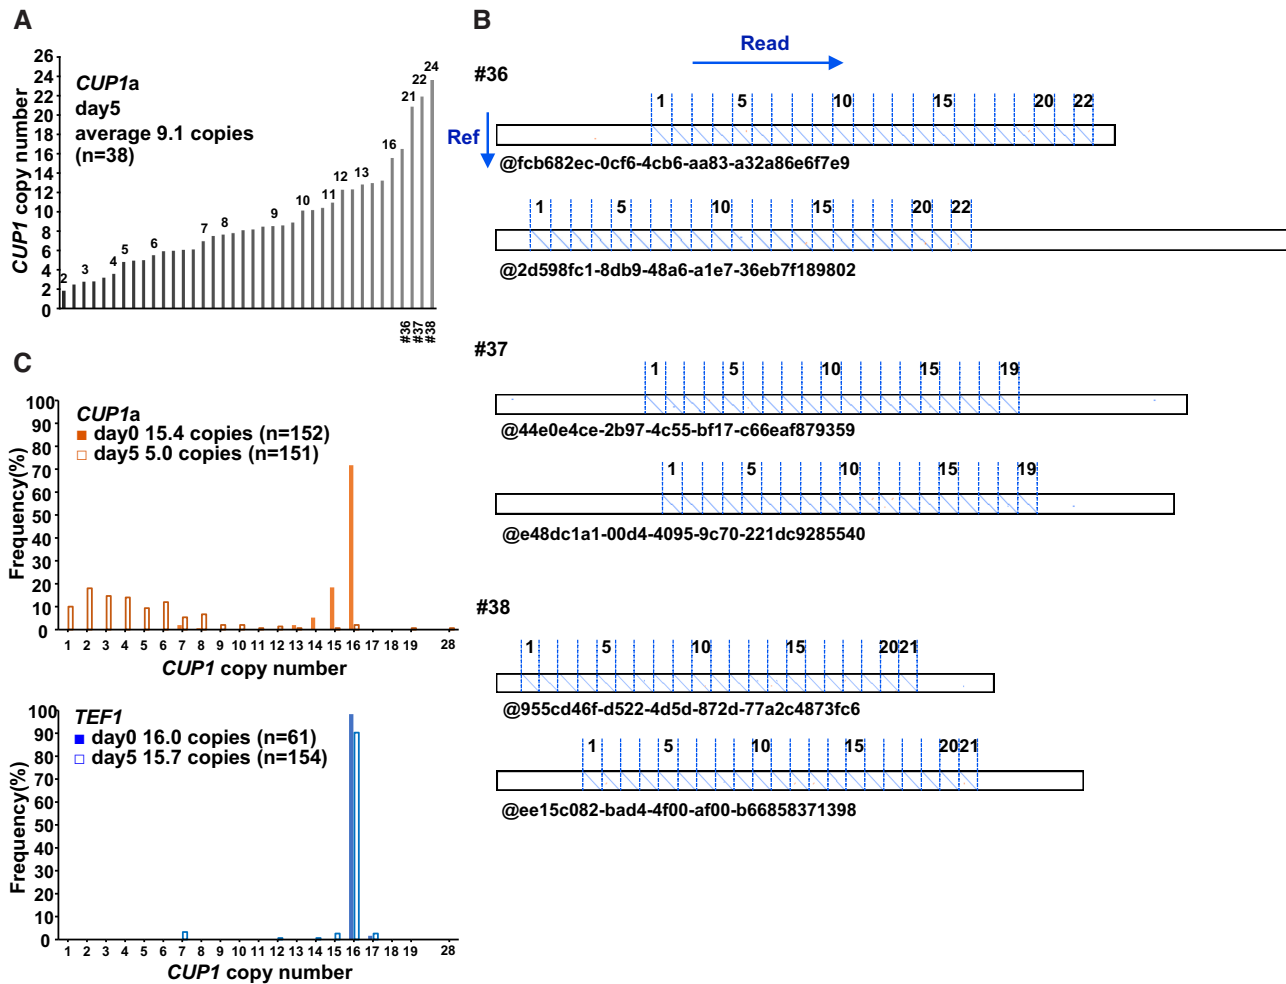 A
CUP1 copy number
26
24
22
20
18
16
14
12
10
8
6
4
2
0
CUP1a
day5
average 9.1 copies
(n=38)
2
3
4
5
6
7
8
9
10
11
12
13
16
21
22
24
#36
#37
#38
B
Read
Ref
#36
1 5 10 15 20 22
@fcb682ec-0cf6-4cb6-aa83-a32a86e6f7e9
1 5 10 15 20 22
@2d598fc1-8db9-48a6-a1e7-36eb7f189802
#37
1 5 10 15 19
@44e0e4ce-2b97-4c55-bf17-c66eaf879359
1 5 10 15 19
@e48dc1a1-00d4-4095-9c70-221dc9285540
#38
1 5 10 15 20 21
@955cd46f-d522-4d5d-872d-77a2c4873fc6
1 5 10 15 20 21
@ee15c082-bad4-4f00-af00-b66858371398
C
Frequency(%)
100
90
80
70
60
50
40
30
20
10
0
CUP1a
day0 15.4 copies (n=152)
day5 5.0 copies (n=151)
1 2 3 4 5 6 7 8 9 10 11 12 13 14 15 16 17 18 19 28
CUP1 copy number
Frequency(%)
100
90
80
70
60
50
40
30
20
10
0
TEF1
day0 16.0 copies (n=61)
day5 15.7 copies (n=154)
1 2 3 4 5 6 7 8 9 10 11 12 13 14 15 16 17 18 19 28
CUP1 copy number